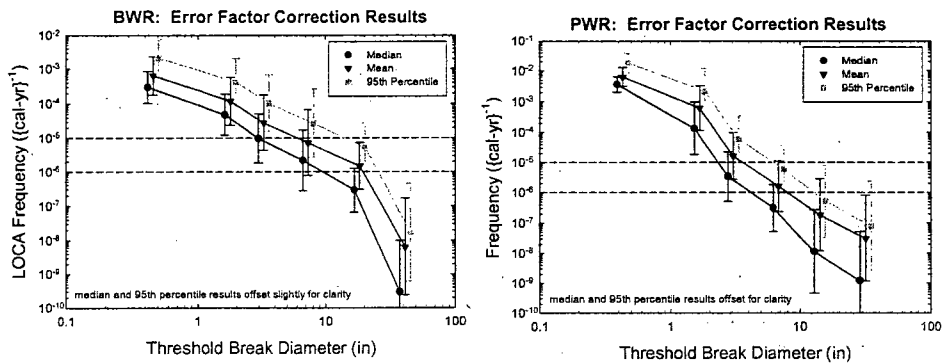 BWR: Error Factor Correction Results
LOCA Frequency ((cal-yr)⁻¹)
10⁻²
10⁻³
10⁻⁴
10⁻⁵
10⁻⁶
10⁻⁷
10⁻⁸
10⁻⁹
10⁻¹⁰
Median
Mean
95th Percentile
median and 95th percentile results offset slightly for clarity
0.1 1 10 100
Threshold Break Diameter (in)
PWR: Error Factor Correction Results
Frequency ((cal-yr)⁻¹)
10⁻¹
10⁻²
10⁻³
10⁻⁴
10⁻⁵
10⁻⁶
10⁻⁷
10⁻⁸
10⁻⁹
10⁻¹⁰
Median
Mean
95th Percentile
median and 95th percentile results offset for clarity
0.1 1 10 100
Threshold Break Diameter (in)